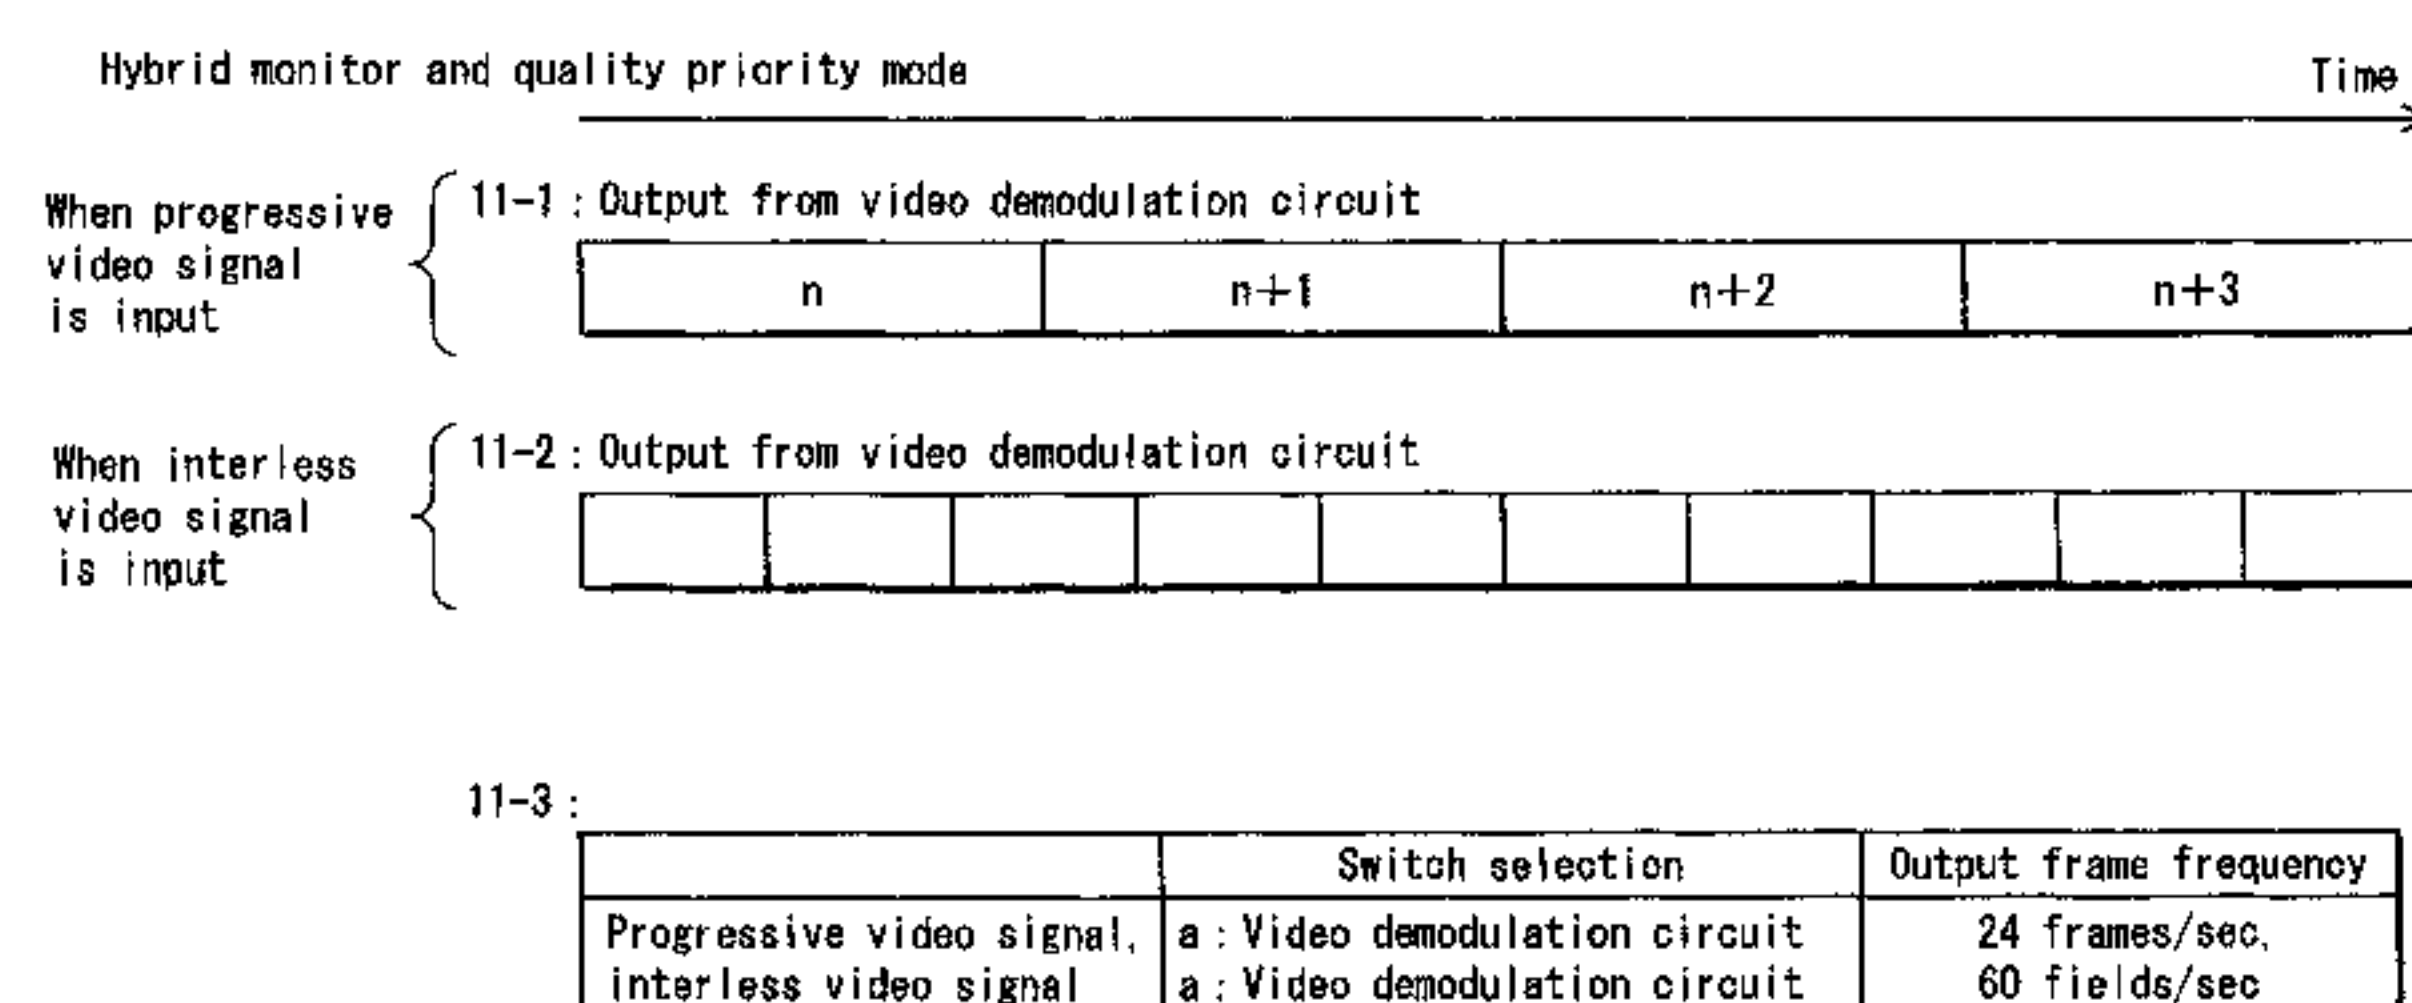 Hybrid monitor and quality priority mode
Time
When progressive
video signal
is input
11-1 : Output from video demodulation circuit
n n+1 n+2 n+3
When interless
video signal
is input
11-2 : Output from video demodulation circuit
11-3 :
Switch selection Output frame frequency
Progressive video signal, a : Video demodulation circuit 24 frames/sec,
interless video signal a : Video demodulation circuit 60 fields/sec